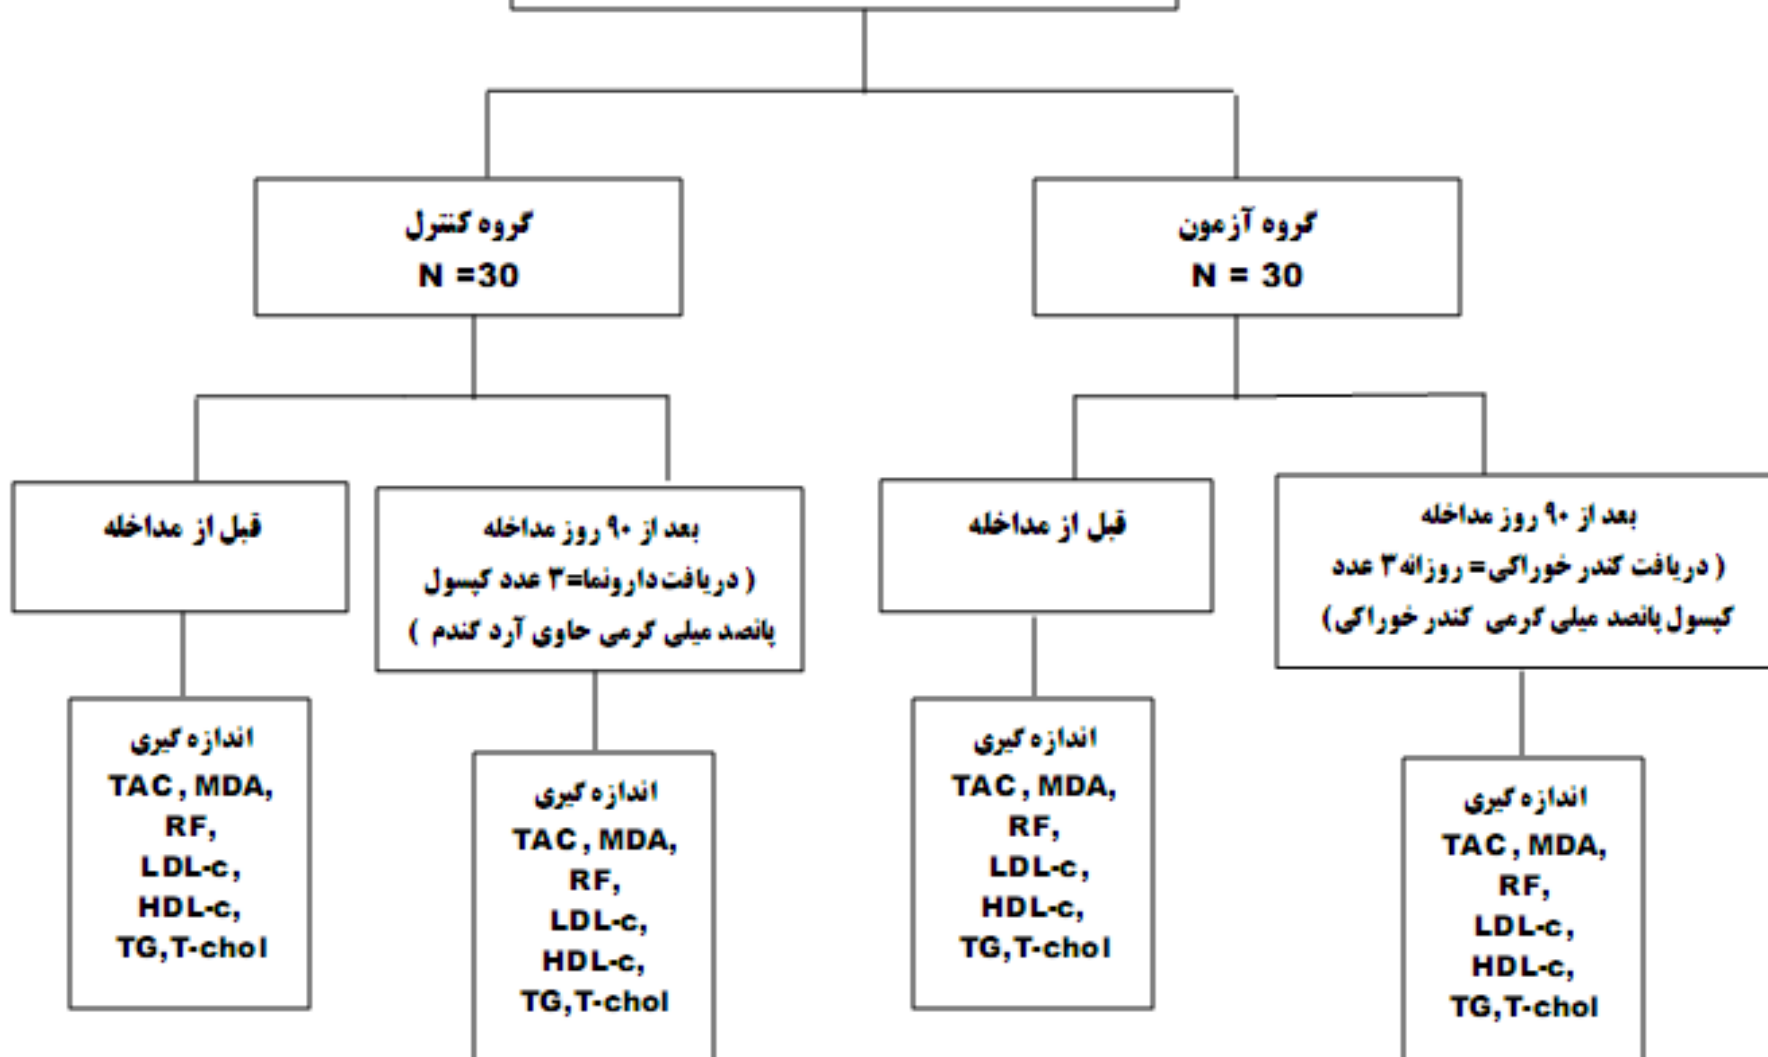 گروه آزمون
N = 30
گروه کنترل
N =30
بعد از ۹۰ روز مداخله
( دریافت کندر خوراکی= روزانه ۳ عدد
کپسول پانصد میلی گرمی کندر خوراکی)
قبل از مداخله
بعد از ۹۰ روز مداخله
( دریافت دارونما=۳ عدد کپسول
پانصد میلی گرمی حاوی آرد گندم )
قبل از مداخله
اندازه گیری
TAC, MDA,
RF,
LDL-c,
HDL-c,
TG,T-chol
اندازه گیری
TAC, MDA,
RF,
LDL-c,
HDL-c,
TG,T-chol
اندازه گیری
TAC, MDA,
RF,
LDL-c,
HDL-c,
TG,T-chol
اندازه گیری
TAC, MDA,
RF,
LDL-c,
HDL-c,
TG,T-chol